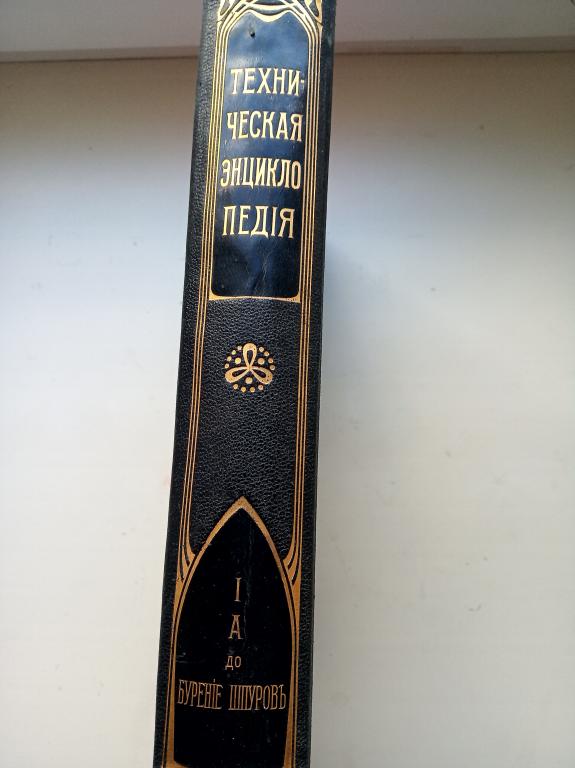 ТЕХНИ-
ЧЕСКАЯ
ЭНЦИКЛО
ПЕДІЯ
I
А
до
БУРЕНІЕ ШПУРОВЪ